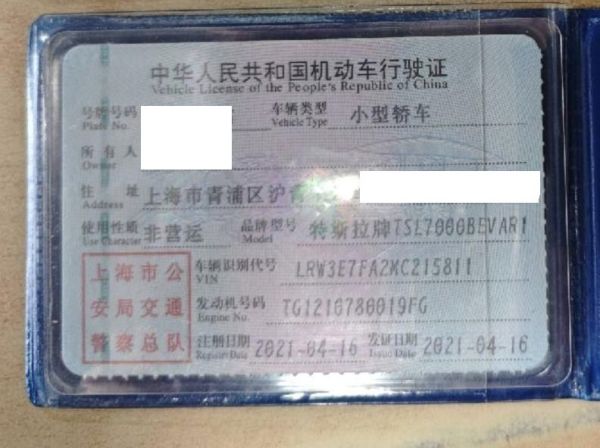 中华人民共和国机动车行驶证
Vehicle License of the People's Republic of China
号牌号码 车辆类型 小型轿车
Plate No. Vehicle Type
所有人
Owner
住址 上海市青浦区沪青
Address
使用性质 非营运 品牌型号 特斯拉牌TSL7000BEVAR1
Use Character Model
上海市公 车辆识别代号 LRW3E7FA2MC215811
VIN
安局交通 发动机号码 TG1210780019FG
Engine No.
警察总队 注册日期 2021-04-16 发证日期 2021-04-16
Register Date Issue Date